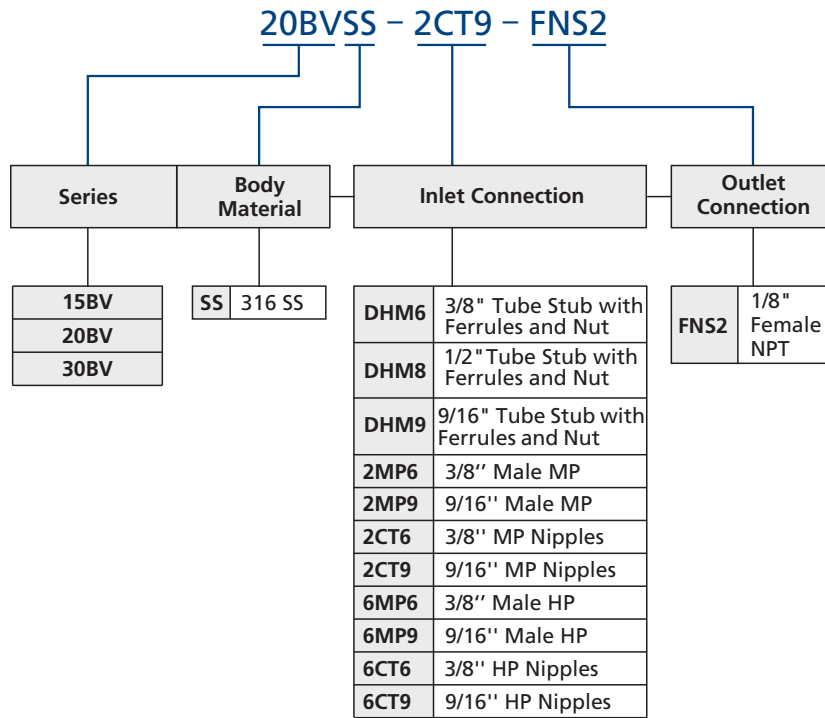 20BVSS – 2CT9 – FNS2
Series
Body
Material
Inlet Connection
Outlet
Connection
15BV
20BV
30BV
SS 316 SS
DHM6 3/8" Tube Stub with
Ferrules and Nut
DHM8 1/2" Tube Stub with
Ferrules and Nut
DHM9 9/16" Tube Stub with
Ferrules and Nut
2MP6 3/8’’ Male MP
2MP9 9/16'' Male MP
2CT6 3/8'' MP Nipples
2CT9 9/16'' MP Nipples
6MP6 3/8’’ Male HP
6MP9 9/16'' Male HP
6CT6 3/8'' HP Nipples
6CT9 9/16'' HP Nipples
FNS2 1/8"
Female
NPT